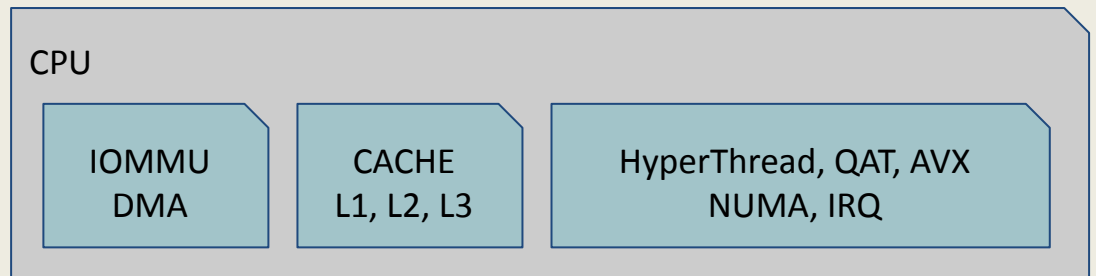 CPU
IOMMU
DMA
CACHE
L1, L2, L3
HyperThread, QAT, AVX
NUMA, IRQ